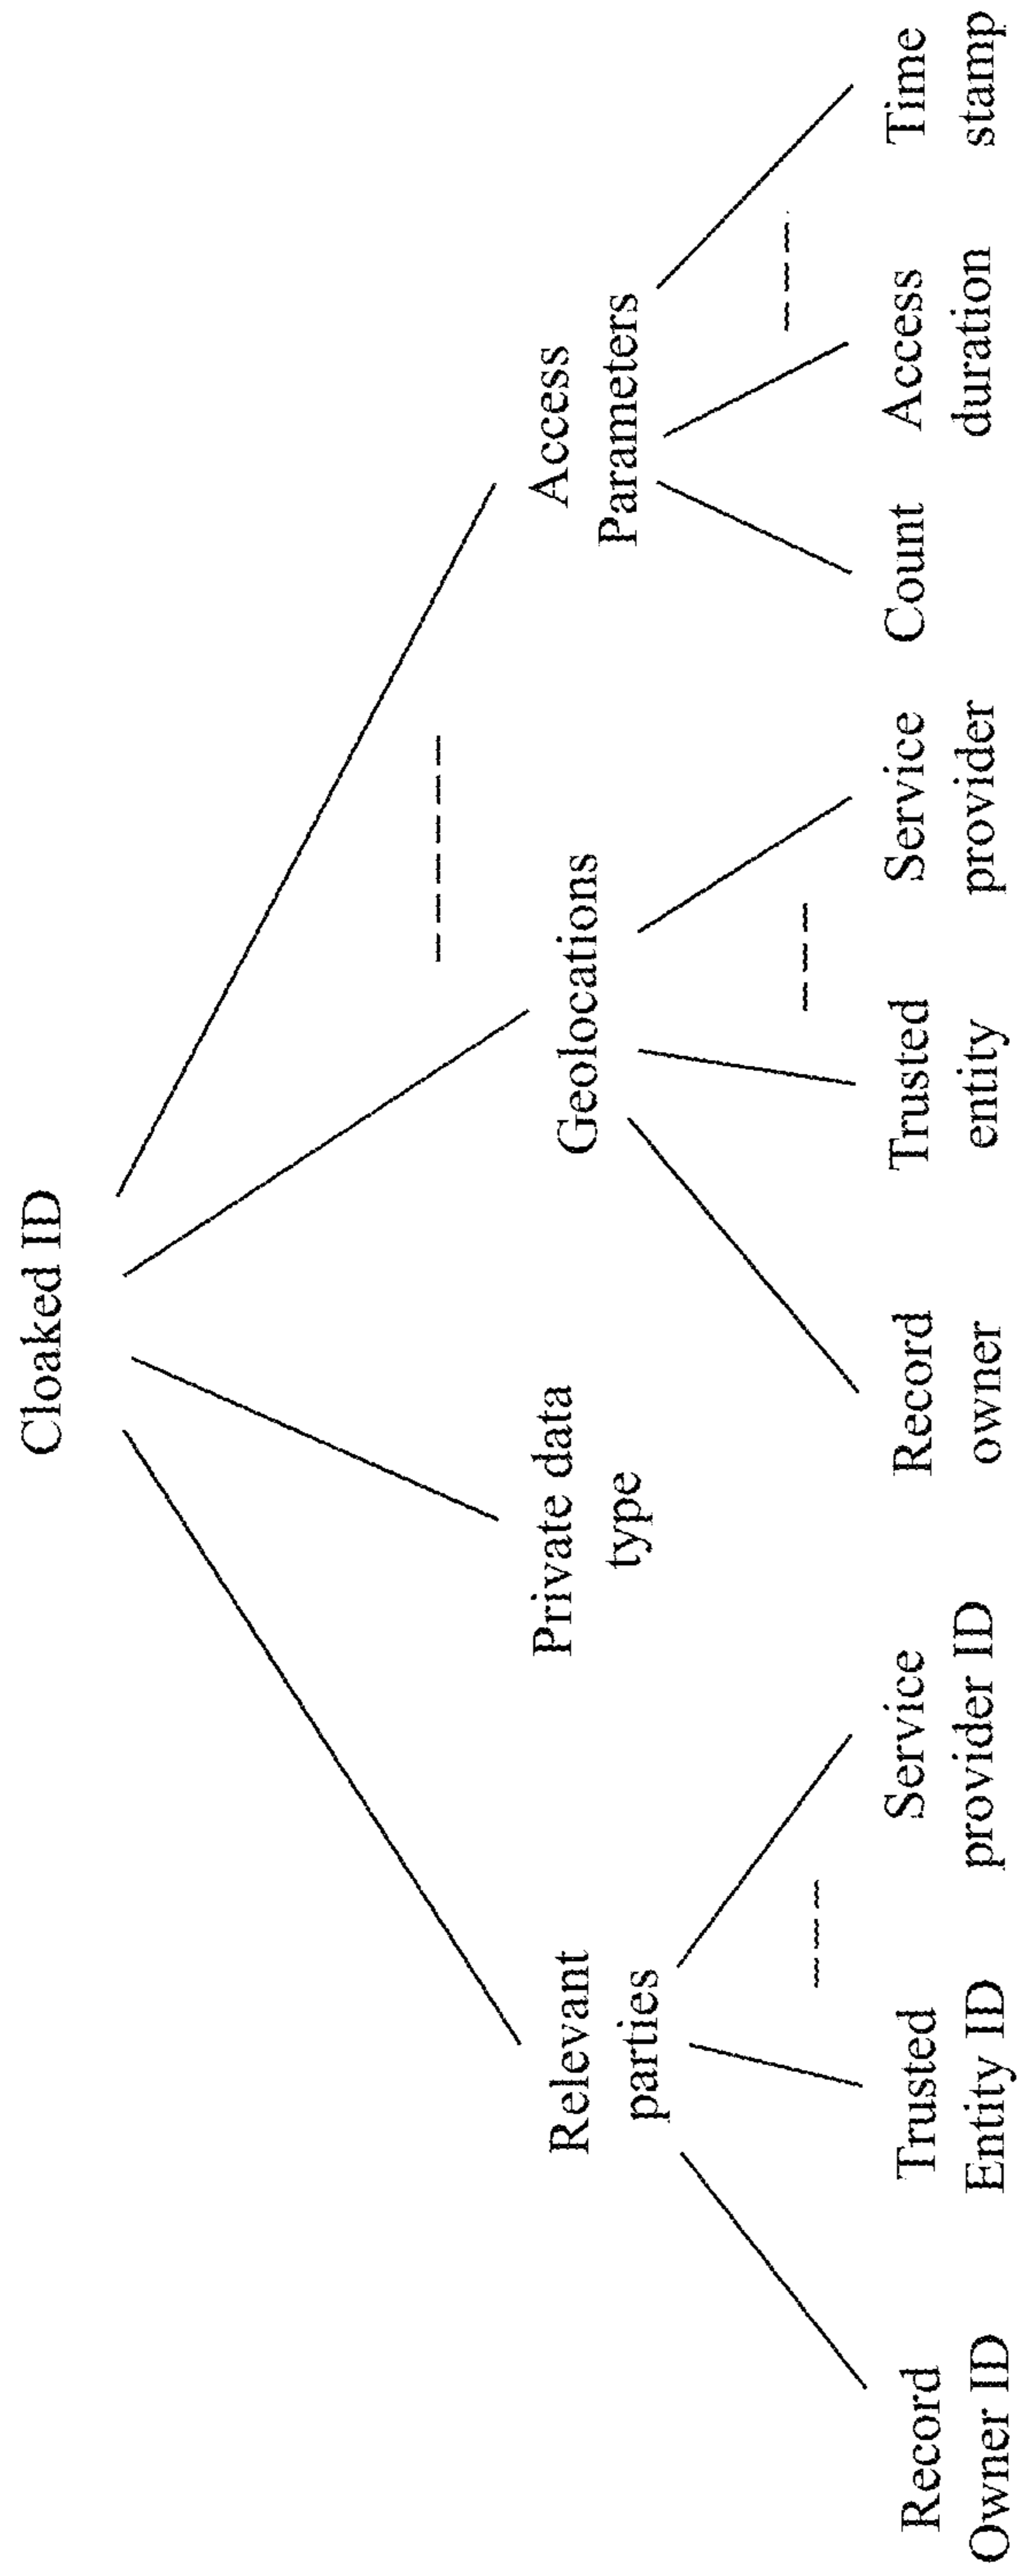 Cloaked ID
Relevant
parties
Private data
type
Geolocations
Access
Parameters
Record
Owner ID
Trusted
Entity ID
Service
provider ID
Record
owner
Trusted
entity
Service
provider
Count
Access
duration
Time
stamp